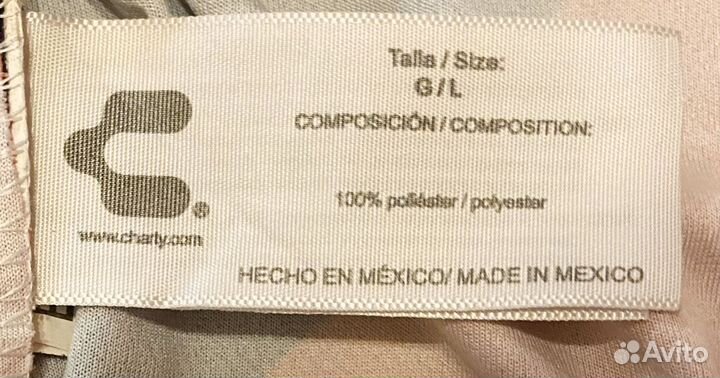 Talla / Size:
G / L
COMPOSICIÓN / COMPOSITION:
100% poliéster / polyester
®
www.charly.com
HECHO EN MÉXICO/ MADE IN MEXICO
Avito